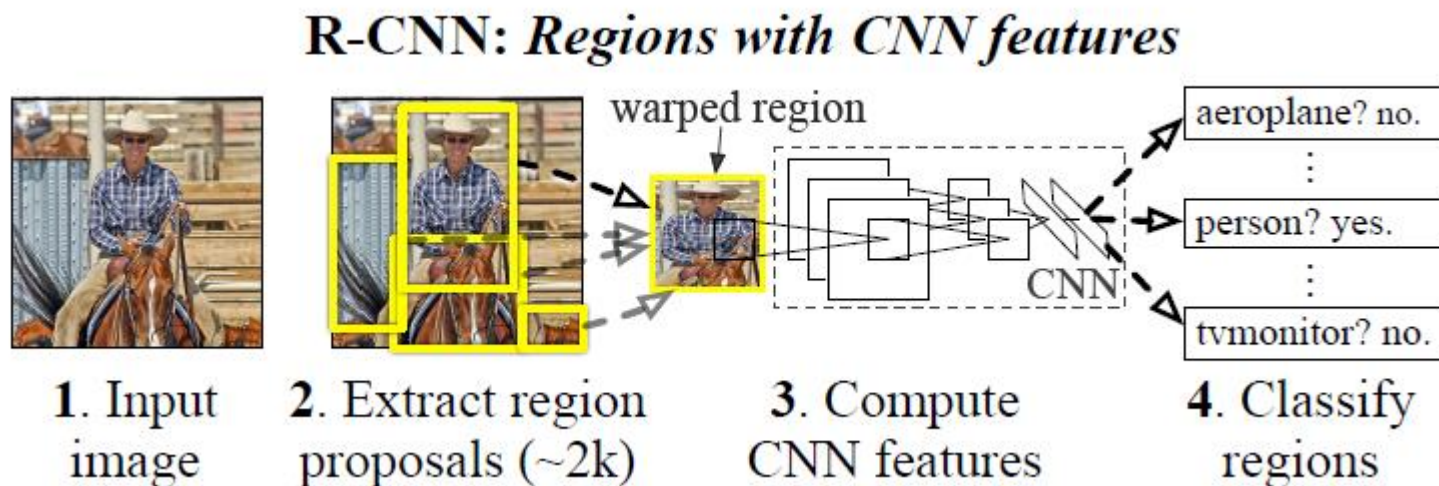 R-CNN: Regions with CNN features
warped region
aeroplane? no.
⋮
person? yes.
⋮
tvmonitor? no.
CNN
1. Input
image
2. Extract region
proposals (~2k)
3. Compute
CNN features
4. Classify
regions